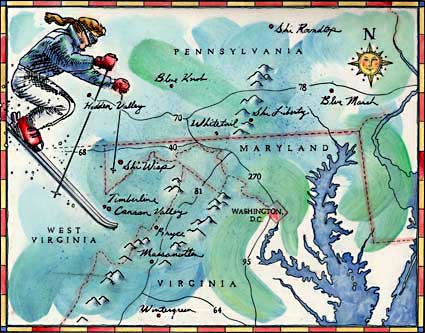 Ski Roundtop
N
PENNSYLVANIA
Blue Knob
78
Hidden Valley
Blue Marsh
70
Ski Liberty
Whitetail
40
68
MARYLAND
Ski Wisp
270
81
Timberline
Canaan Valley
WASHINGTON,
D.C.
WEST
VIRGINIA
Bryce
Massanutten
95
VIRGINIA
Wintergreen
64